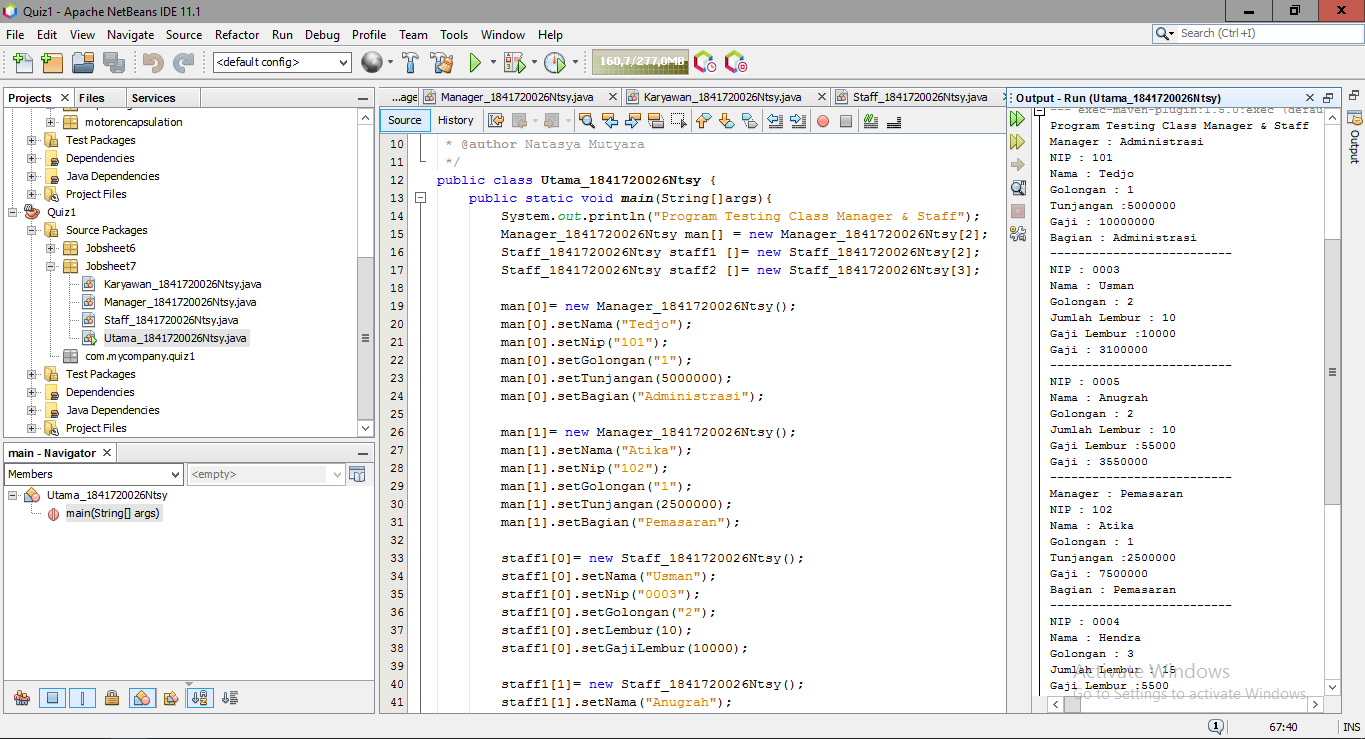 Quiz1 - Apache NetBeans IDE 11.1
File Edit View Navigate Source Refactor Run Debug Profile Team Tools Window Help
Search (Ctrl+I)
<default config>
160,7/277,0MB
Projects Files Services
motorencapsulation
Test Packages
Dependencies
Java Dependencies
Project Files
Quiz1
Source Packages
Jobsheet6
Jobsheet7
Karyawan_1841720026Ntsy.java
Manager_1841720026Ntsy.java
Staff_1841720026Ntsy.java
Utama_1841720026Ntsy.java
com.mycompany.quiz1
Test Packages
Dependencies
Java Dependencies
Project Files
main - Navigator
Members
<empty>
Utama_1841720026Ntsy
main(String[] args)
...age Manager_1841720026Ntsy.java Karyawan_1841720026Ntsy.java Staff_1841720026Ntsy.java
Source History
10 * @author Natasya Mutyara
11 */
12 public class Utama_1841720026Ntsy {
13 public static void main(String[]args){
14 System.out.println("Program Testing Class Manager & Staff");
15 Manager_1841720026Ntsy man[] = new Manager_1841720026Ntsy[2];
16 Staff_1841720026Ntsy staff1 []= new Staff_1841720026Ntsy[2];
17 Staff_1841720026Ntsy staff2 []= new Staff_1841720026Ntsy[3];
18
19 man[0]= new Manager_1841720026Ntsy();
20 man[0].setNama("Tedjo");
21 man[0].setNip("101");
22 man[0].setGolongan("1");
23 man[0].setTunjangan(5000000);
24 man[0].setBagian("Administrasi");
25
26 man[1]= new Manager_1841720026Ntsy();
27 man[1].setNama("Atika");
28 man[1].setNip("102");
29 man[1].setGolongan("1");
30 man[1].setTunjangan(2500000);
31 man[1].setBagian("Pemasaran");
32
33 staff1[0]= new Staff_1841720026Ntsy();
34 staff1[0].setNama("Usman");
35 staff1[0].setNip("0003");
36 staff1[0].setGolongan("2");
37 staff1[0].setLembur(10);
38 staff1[0].setGajiLembur(10000);
39
40 staff1[1]= new Staff_1841720026Ntsy();
41 staff1[1].setNama("Anugrah");
Output - Run (Utama_1841720026Ntsy)
--- exec-maven-plugin:1.5.0:exec (defau
Program Testing Class Manager & Staff
Manager : Administrasi
NIP : 101
Nama : Tedjo
Golongan : 1
Tunjangan :5000000
Gaji : 10000000
Bagian : Administrasi
--------------------------
NIP : 0003
Nama : Usman
Golongan : 2
Jumlah Lembur : 10
Gaji Lembur :10000
Gaji : 3100000
--------------------------
NIP : 0005
Nama : Anugrah
Golongan : 2
Jumlah Lembur : 10
Gaji Lembur :55000
Gaji : 3550000
--------------------------
Manager : Pemasaran
NIP : 102
Nama : Atika
Golongan : 1
Tunjangan :2500000
Gaji : 7500000
Bagian : Pemasaran
--------------------------
NIP : 0004
Nama : Hendra
Golongan : 3
Jumlah Lembur : 15
Gaji Lembur :5500
Activate Windows
Go to Settings to activate Windows.
Output
1
67:40
INS